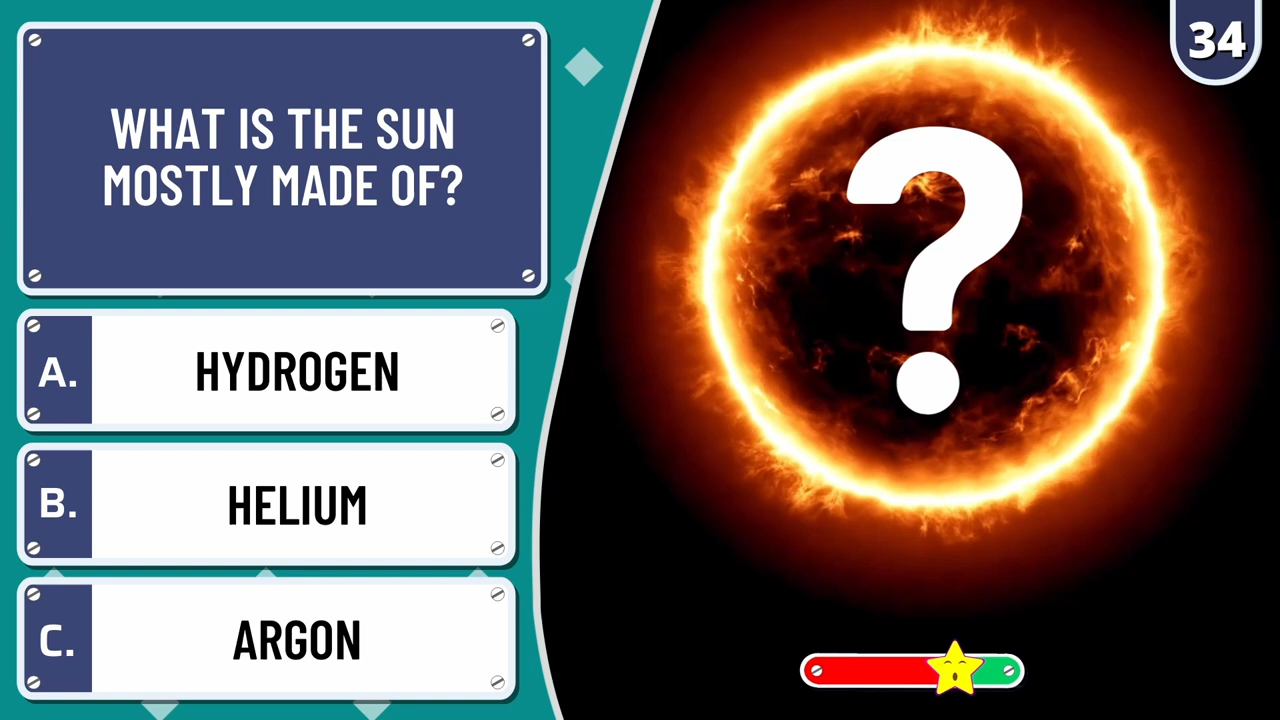 WHAT IS THE SUN
MOSTLY MADE OF?
34
?
A.
HYDROGEN
B.
HELIUM
C.
ARGON